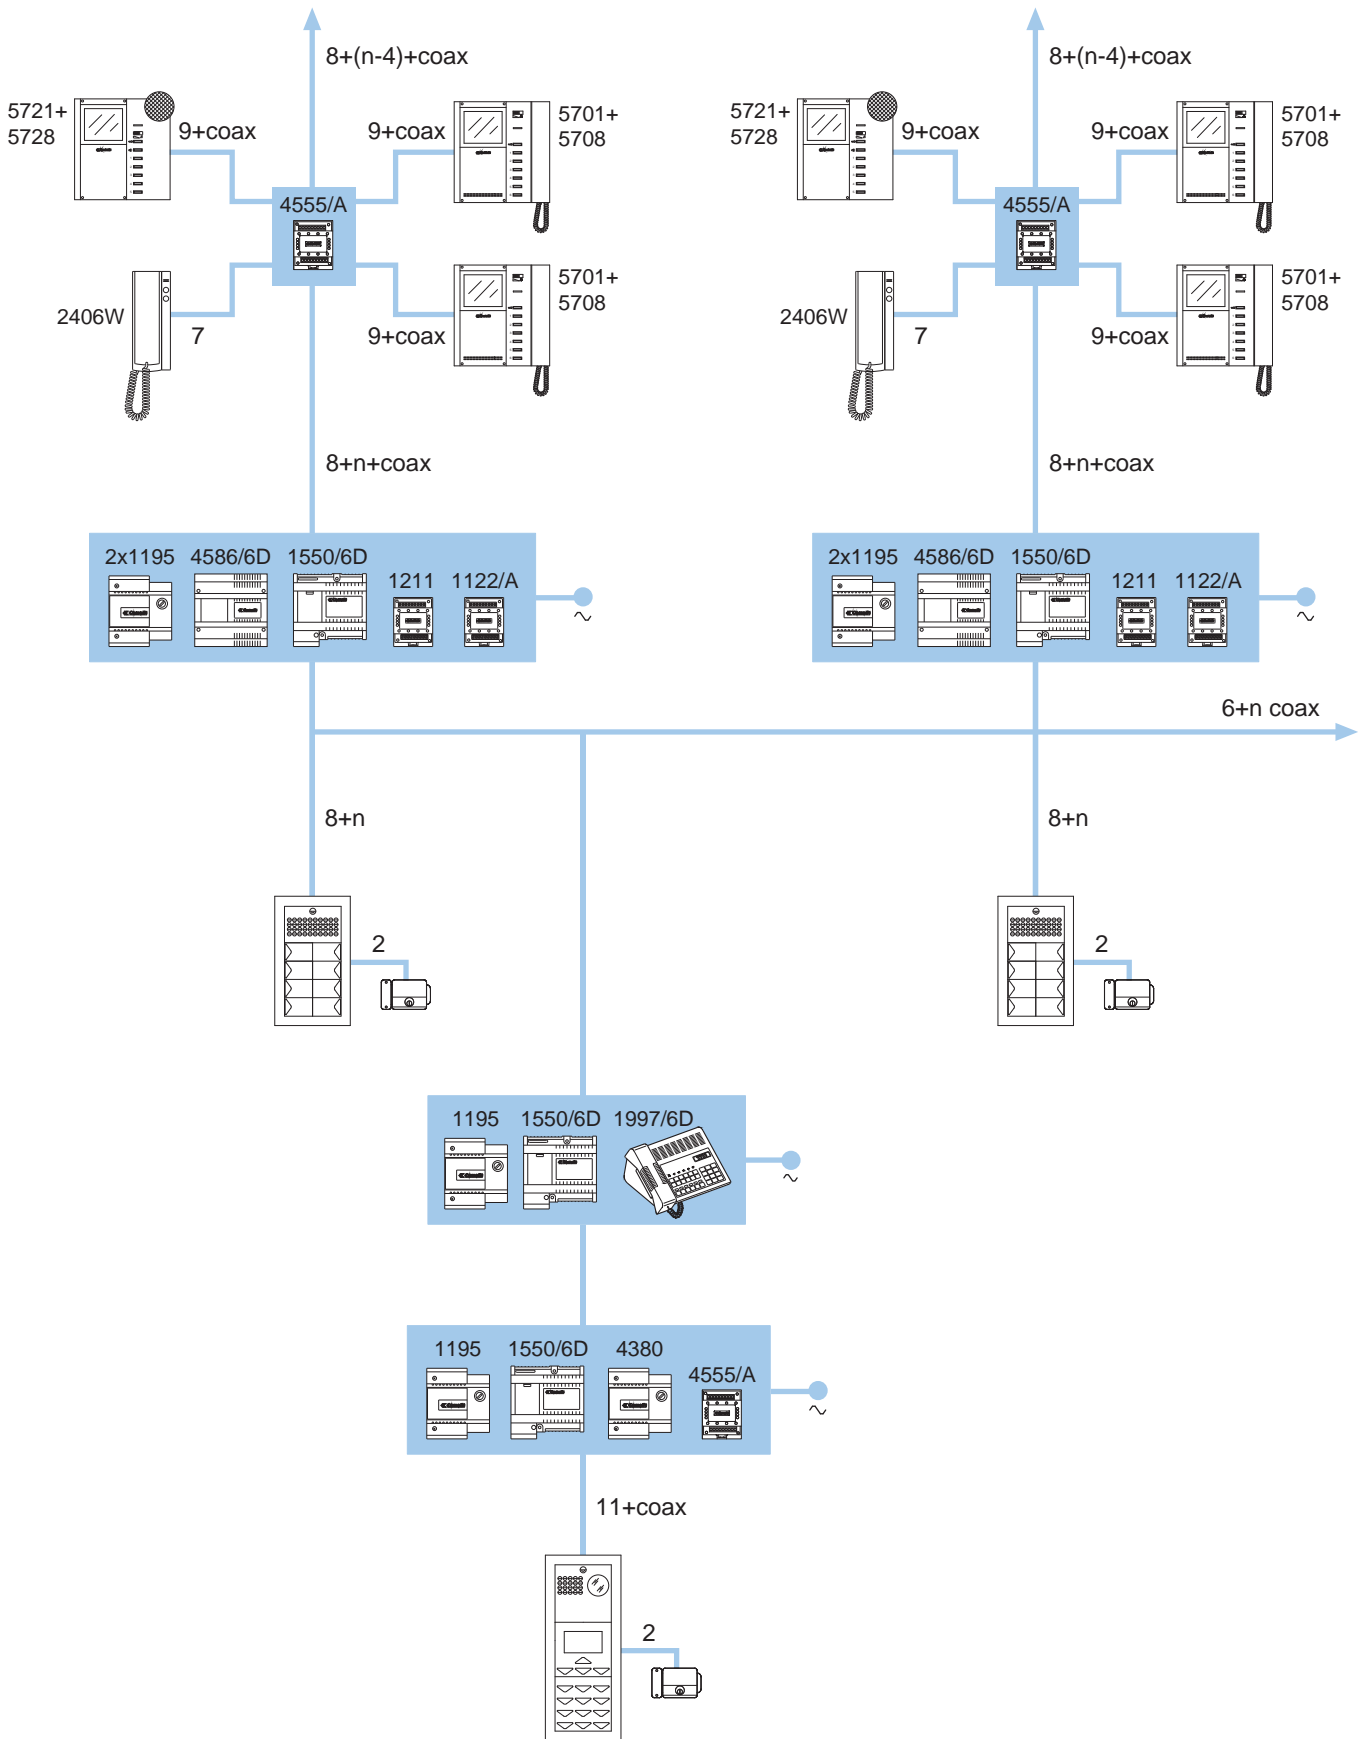 8+(n-4)+coax
8+(n-4)+coax
5721+
5728
9+coax
9+coax
5701+
5708
5721+
5728
9+coax
9+coax
5701+
5708
4555/A
4555/A
2406W
7
9+coax
5701+
5708
2406W
7
9+coax
5701+
5708
8+n+coax
8+n+coax
2x1195
4586/6D
1550/6D
1211
1122/A
~
2x1195
4586/6D
1550/6D
1211
1122/A
~
6+n coax
8+n
8+n
2
2
1195
1550/6D
1997/6D
~
1195
1550/6D
4380
4555/A
~
11+coax
2